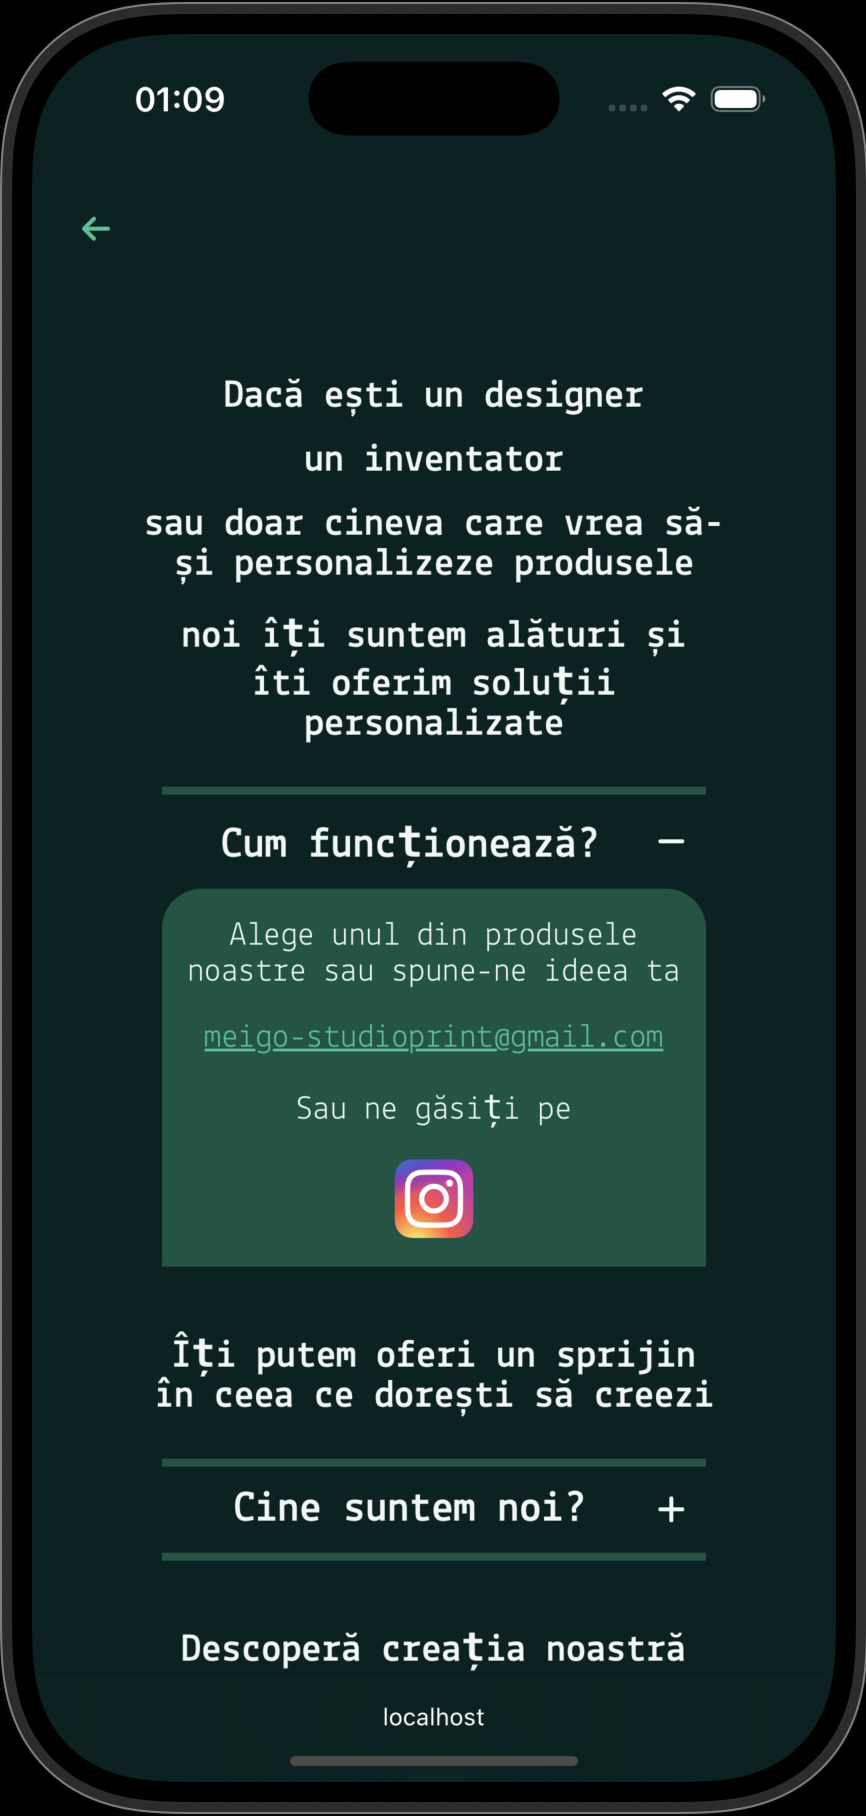 01:09
Dacă ești un designer
un inventator
sau doar cineva care vrea să-
și personalizeze produsele
noi îți suntem alături și
îti oferim soluții
personalizate
Cum funcționează?
Alege unul din produsele
noastre sau spune-ne ideea ta
meigo-studioprint@gmail.com
Sau ne găsiți pe
Îți putem oferi un sprijin
în ceea ce dorești să creezi
Cine suntem noi?
Descoperă creația noastră
localhost